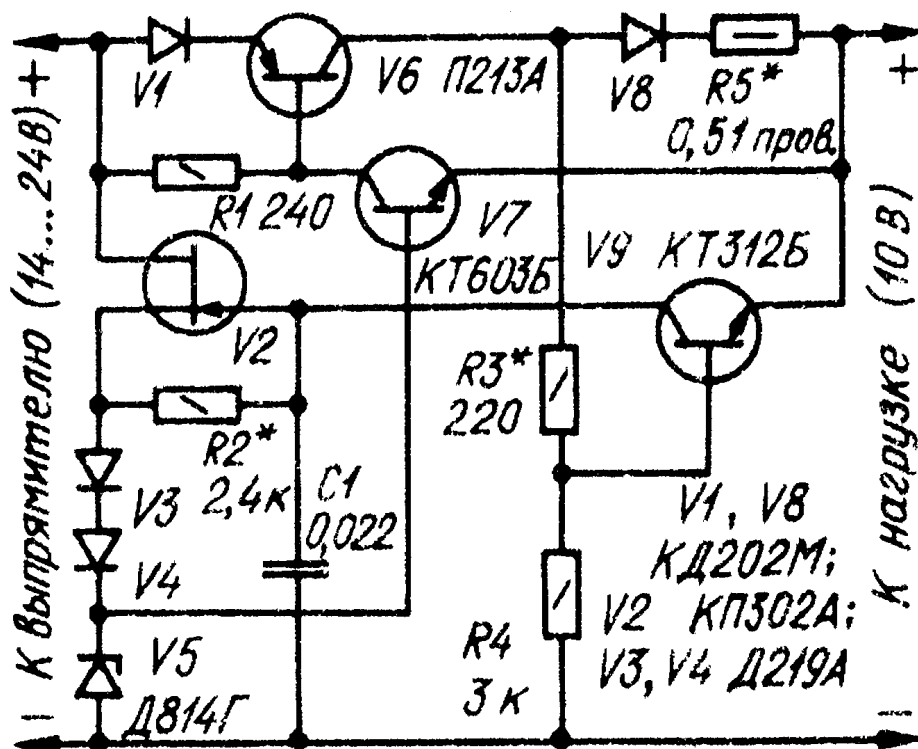 К выпрямителю (14....24В)
+
−
V1
V6 П213А
V8
R5*
0,51 пров.
+
R1 240
V7
КТ603Б
V9 КТ312Б
V2
R3*
220
R2*
2,4к
C1
0,022
V3
V4
V5
Д814Г
R4
3 к
V1, V8
КД202М;
V2 КП302А;
V3, V4 Д219А
К нагрузке (10 В)
−